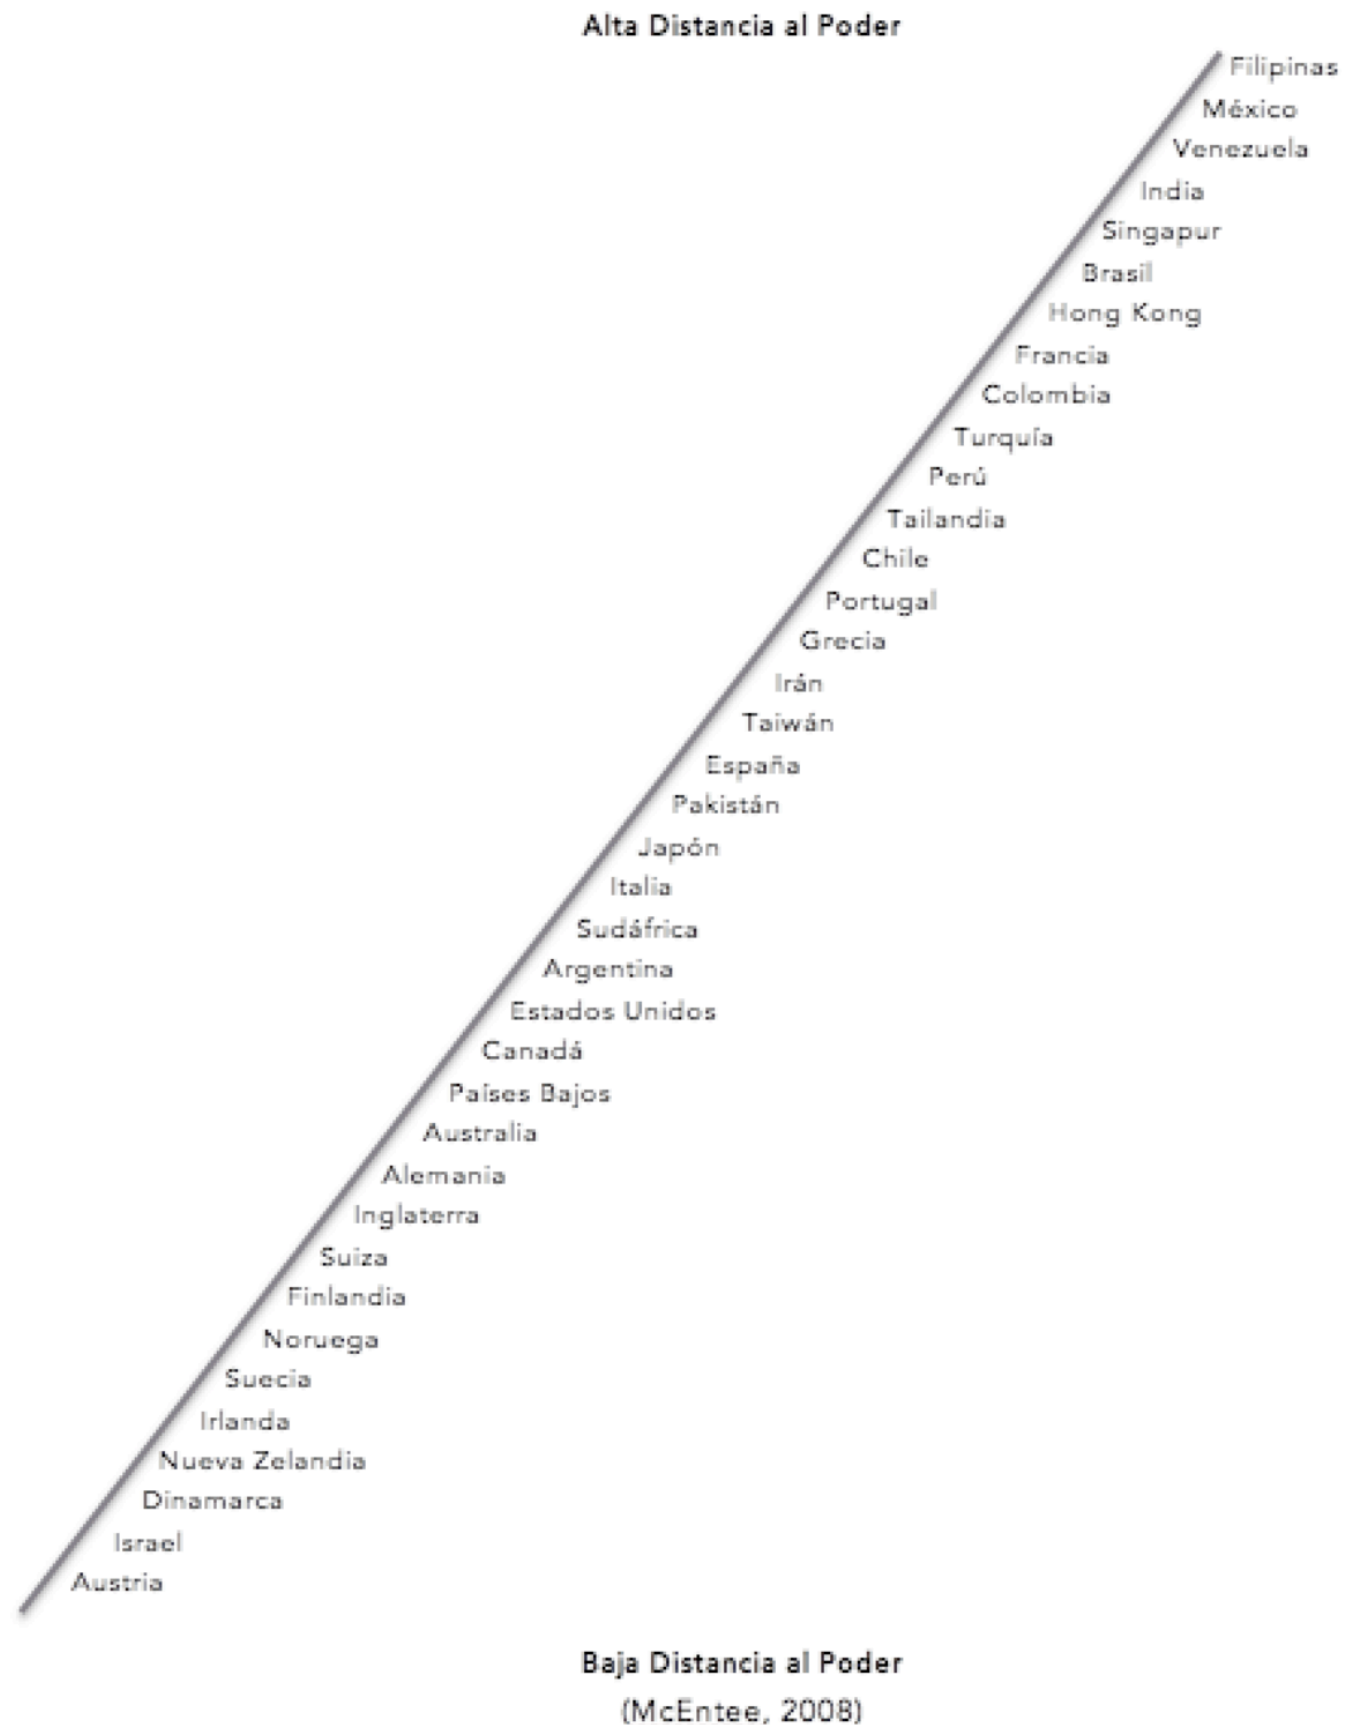 Alta Distancia al Poder
Filipinas
México
Venezuela
India
Singapur
Brasil
Hong Kong
Francia
Colombia
Turquía
Perú
Tailandia
Chile
Portugal
Grecia
Irán
Taiwán
España
Pakistán
Japón
Italia
Sudáfrica
Argentina
Estados Unidos
Canadá
Países Bajos
Australia
Alemania
Inglaterra
Suiza
Finlandia
Noruega
Suecia
Irlanda
Nueva Zelandia
Dinamarca
Israel
Austria
Baja Distancia al Poder
(McEntee, 2008)